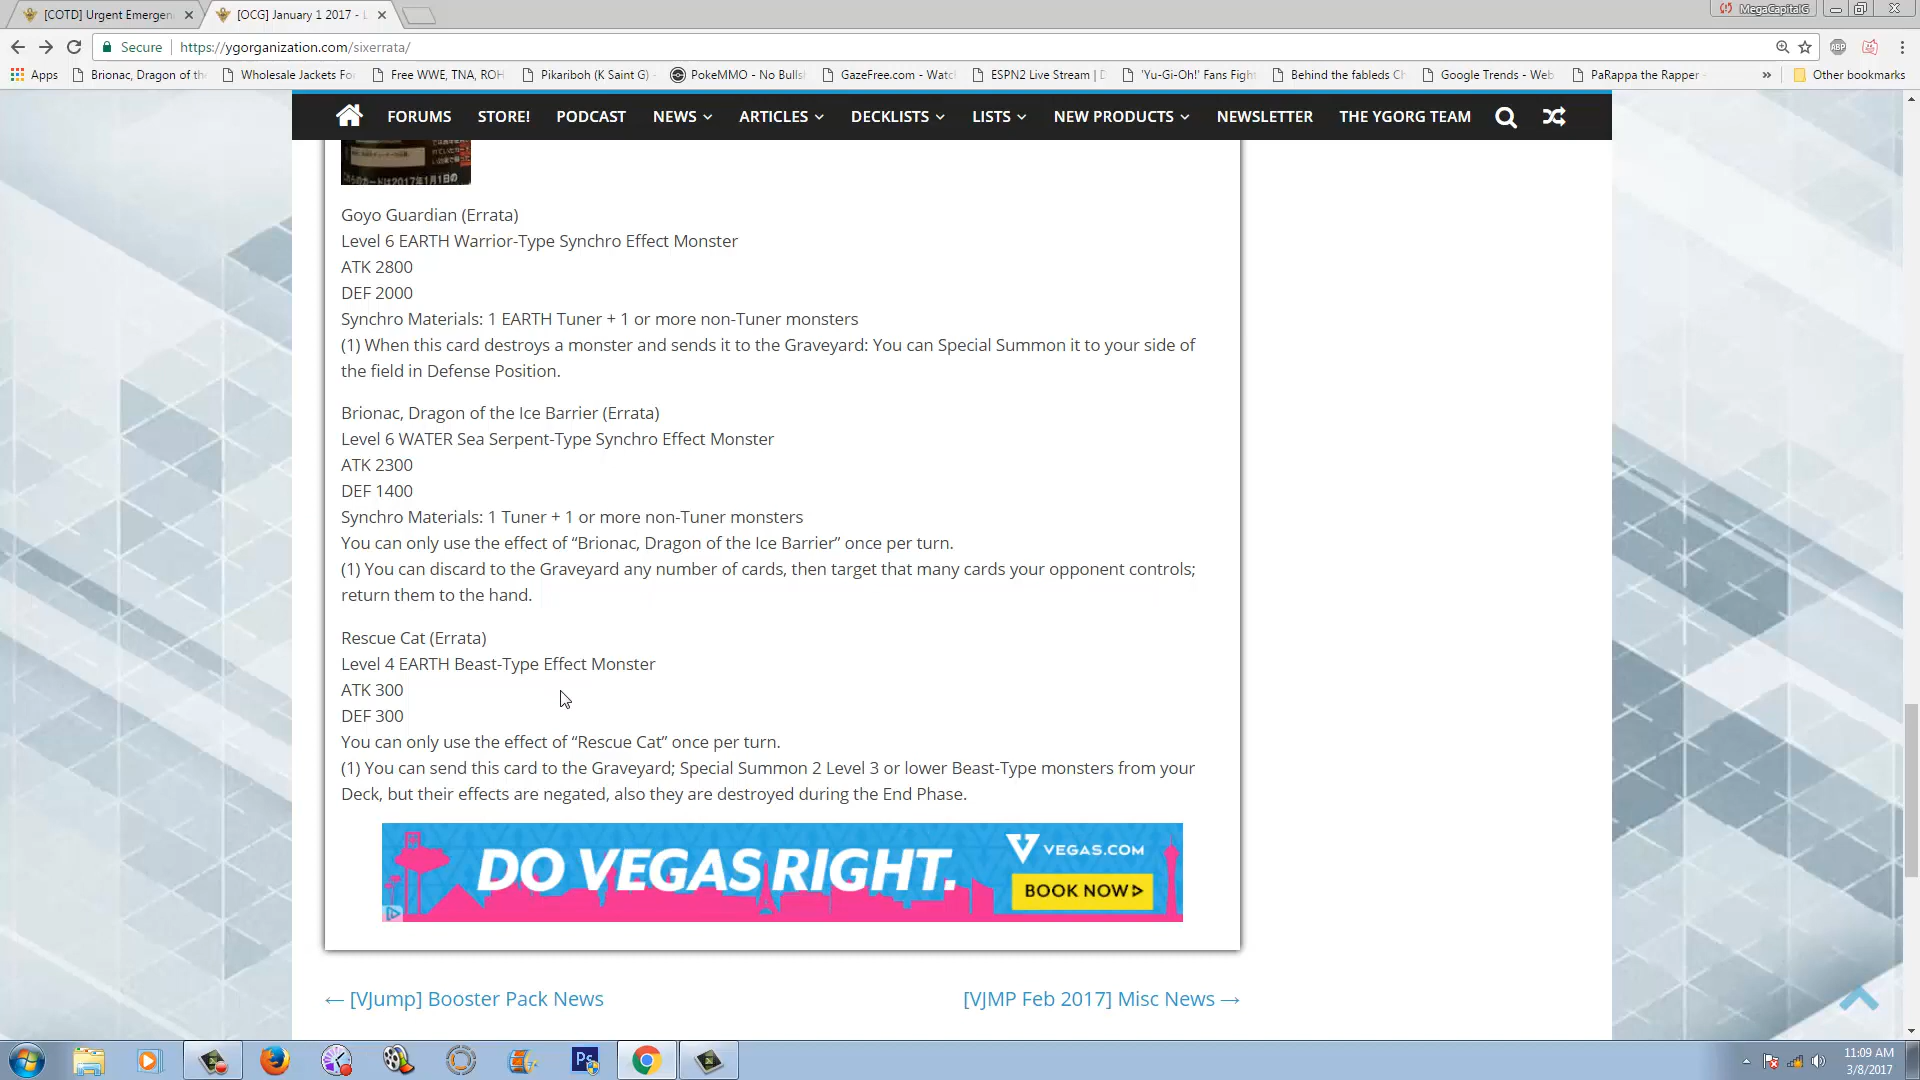 [COTD] Urgent Emergen
[OCG] January 1 2017 - L
MegaCapitalG
Secure
https://ygorganization.com/sixerrata/
Apps
Brionac, Dragon of th
Wholesale Jackets Fo
Free WWE, TNA, ROH
Pikariboh (K Saint G) -
PokeMMO - No Bulls
GazeFree.com - Watc
ESPN2 Live Stream | D
'Yu-Gi-Oh!' Fans Figh
Behind the fableds C
Google Trends - Web
PaRappa the Rapper -
»
Other bookmarks
ABP
FORUMS
STORE!
PODCAST
NEWS
ARTICLES
DECKLISTS
LISTS
NEW PRODUCTS
NEWSLETTER
THE YGORG TEAM
Goyo Guardian (Errata)
Level 6 EARTH Warrior-Type Synchro Effect Monster
ATK 2800
DEF 2000
Synchro Materials: 1 EARTH Tuner + 1 or more non-Tuner monsters
(1) When this card destroys a monster and sends it to the Graveyard: You can Special Summon it to your side of
the field in Defense Position.
Brionac, Dragon of the Ice Barrier (Errata)
Level 6 WATER Sea Serpent-Type Synchro Effect Monster
ATK 2300
DEF 1400
Synchro Materials: 1 Tuner + 1 or more non-Tuner monsters
You can only use the effect of “Brionac, Dragon of the Ice Barrier” once per turn.
(1) You can discard to the Graveyard any number of cards, then target that many cards your opponent controls;
return them to the hand.
Rescue Cat (Errata)
Level 4 EARTH Beast-Type Effect Monster
ATK 300
DEF 300
You can only use the effect of “Rescue Cat” once per turn.
(1) You can send this card to the Graveyard; Special Summon 2 Level 3 or lower Beast-Type monsters from your
Deck, but their effects are negated, also they are destroyed during the End Phase.
DO VEGAS RIGHT.
VEGAS.COM
BOOK NOW >
← [VJump] Booster Pack News
[VJMP Feb 2017] Misc News →
Ps
11:09 AM
3/8/2017